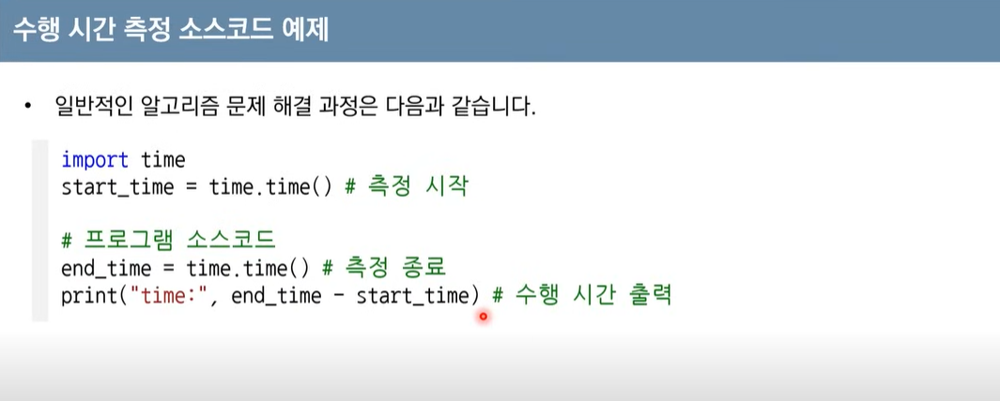 수행 시간 측정 소스코드 예제
• 일반적인 알고리즘 문제 해결 과정은 다음과 같습니다.
import time
start_time = time.time() # 측정 시작
# 프로그램 소스코드
end_time = time.time() # 측정 종료
print("time:", end_time - start_time) # 수행 시간 출력